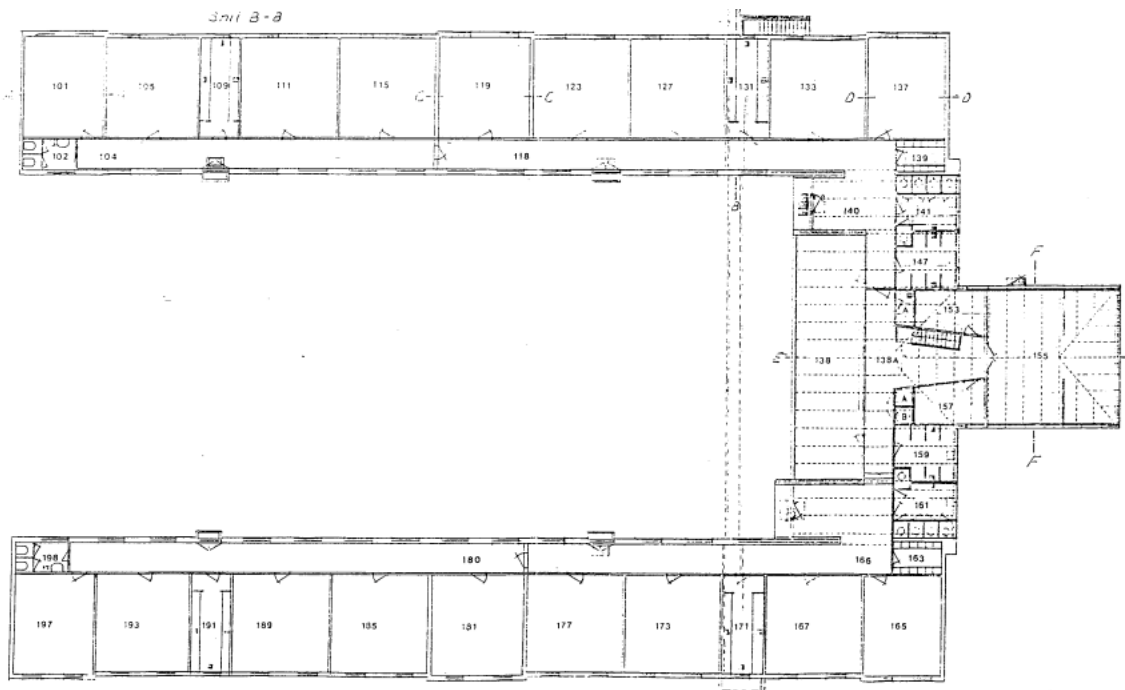 Snit B-B
101 105 109 111 115 119 123 127 131 133 137
C C D D
102 104 118 139
140 141
B
147
F
A 153
138 138A 155
A 157
B
159
F
161
198 180 166 163
197 193 191 189 185 181 177 173 171 167 165